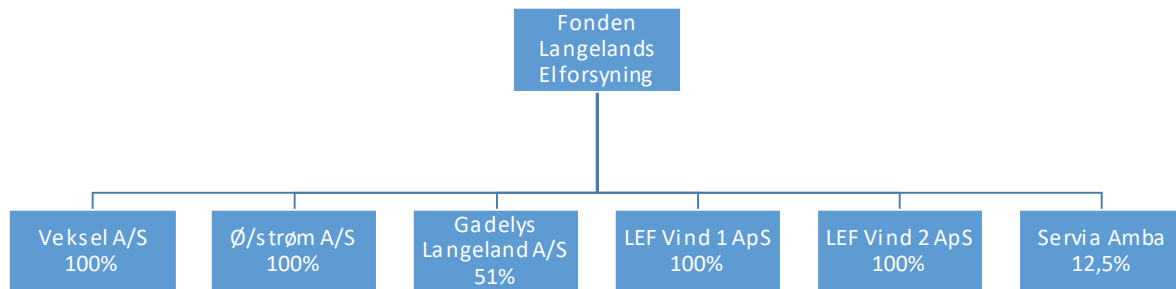 Fonden
Langelands
Elforsyning
Veksel A/S
100%
Ø/strøm A/S
100%
Gadelys
Langeland A/S
51%
LEF Vind 1 ApS
100%
LEF Vind 2 ApS
100%
Servia Amba
12,5%